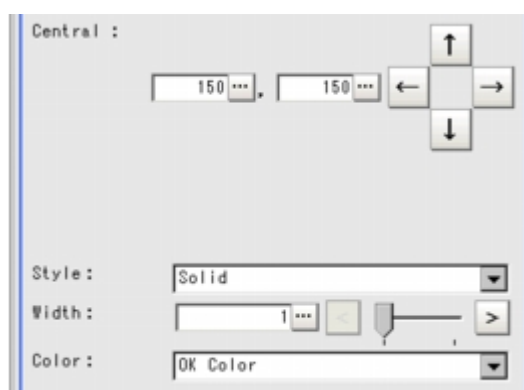 Central :
150 ... , 150 ... ← ↑ ↓ →
Style: Solid
Width: 1 ... < >
Color: OK Color